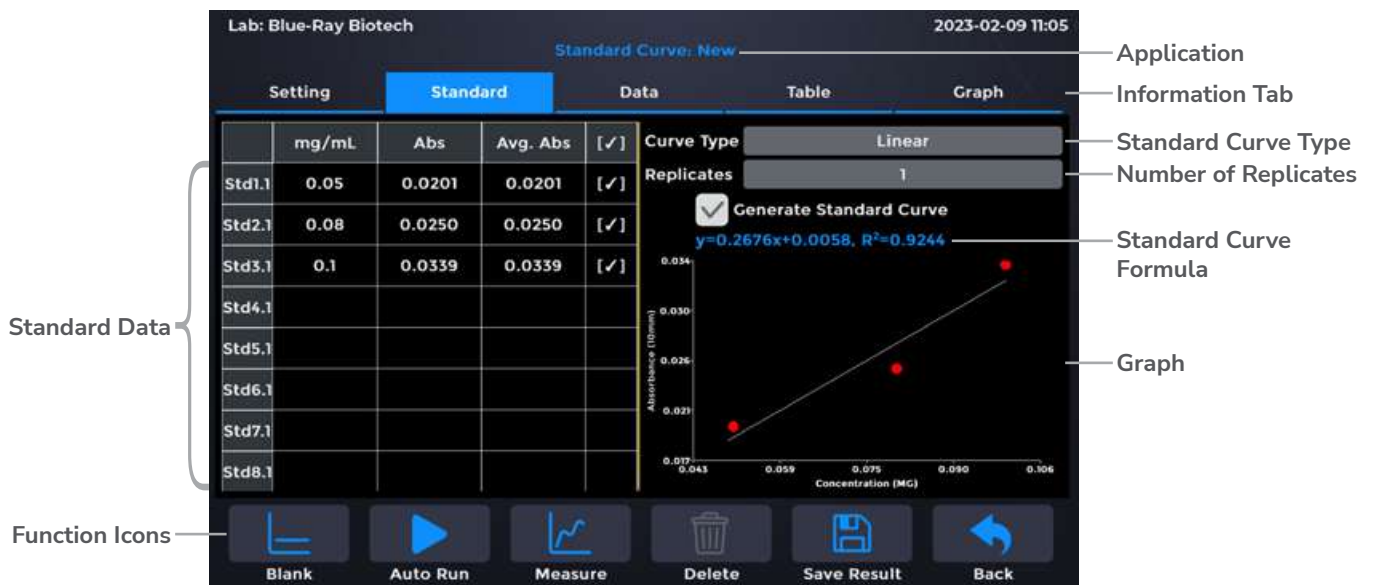 Lab: Blue-Ray Biotech 2023-02-09 11:05
Standard Curve: New
Application
Setting Standard Data Table Graph
Information Tab
mg/mL Abs Avg. Abs [✓]
Std1.1 0.05 0.0201 0.0201 [✓]
Std2.1 0.08 0.0250 0.0250 [✓]
Std3.1 0.1 0.0339 0.0339 [✓]
Std4.1
Std5.1
Std6.1
Std7.1
Std8.1
Standard Data
Curve Type Linear
Standard Curve Type
Replicates 1
Number of Replicates
Generate Standard Curve
y=0.2676x+0.0058, R²=0.9244
Standard Curve
Formula
0.034
0.030
0.026
0.021
0.017
Absorbance (10mm)
0.043 0.059 0.075 0.090 0.106
Concentration (MG)
Graph
Function Icons
Blank Auto Run Measure Delete Save Result Back